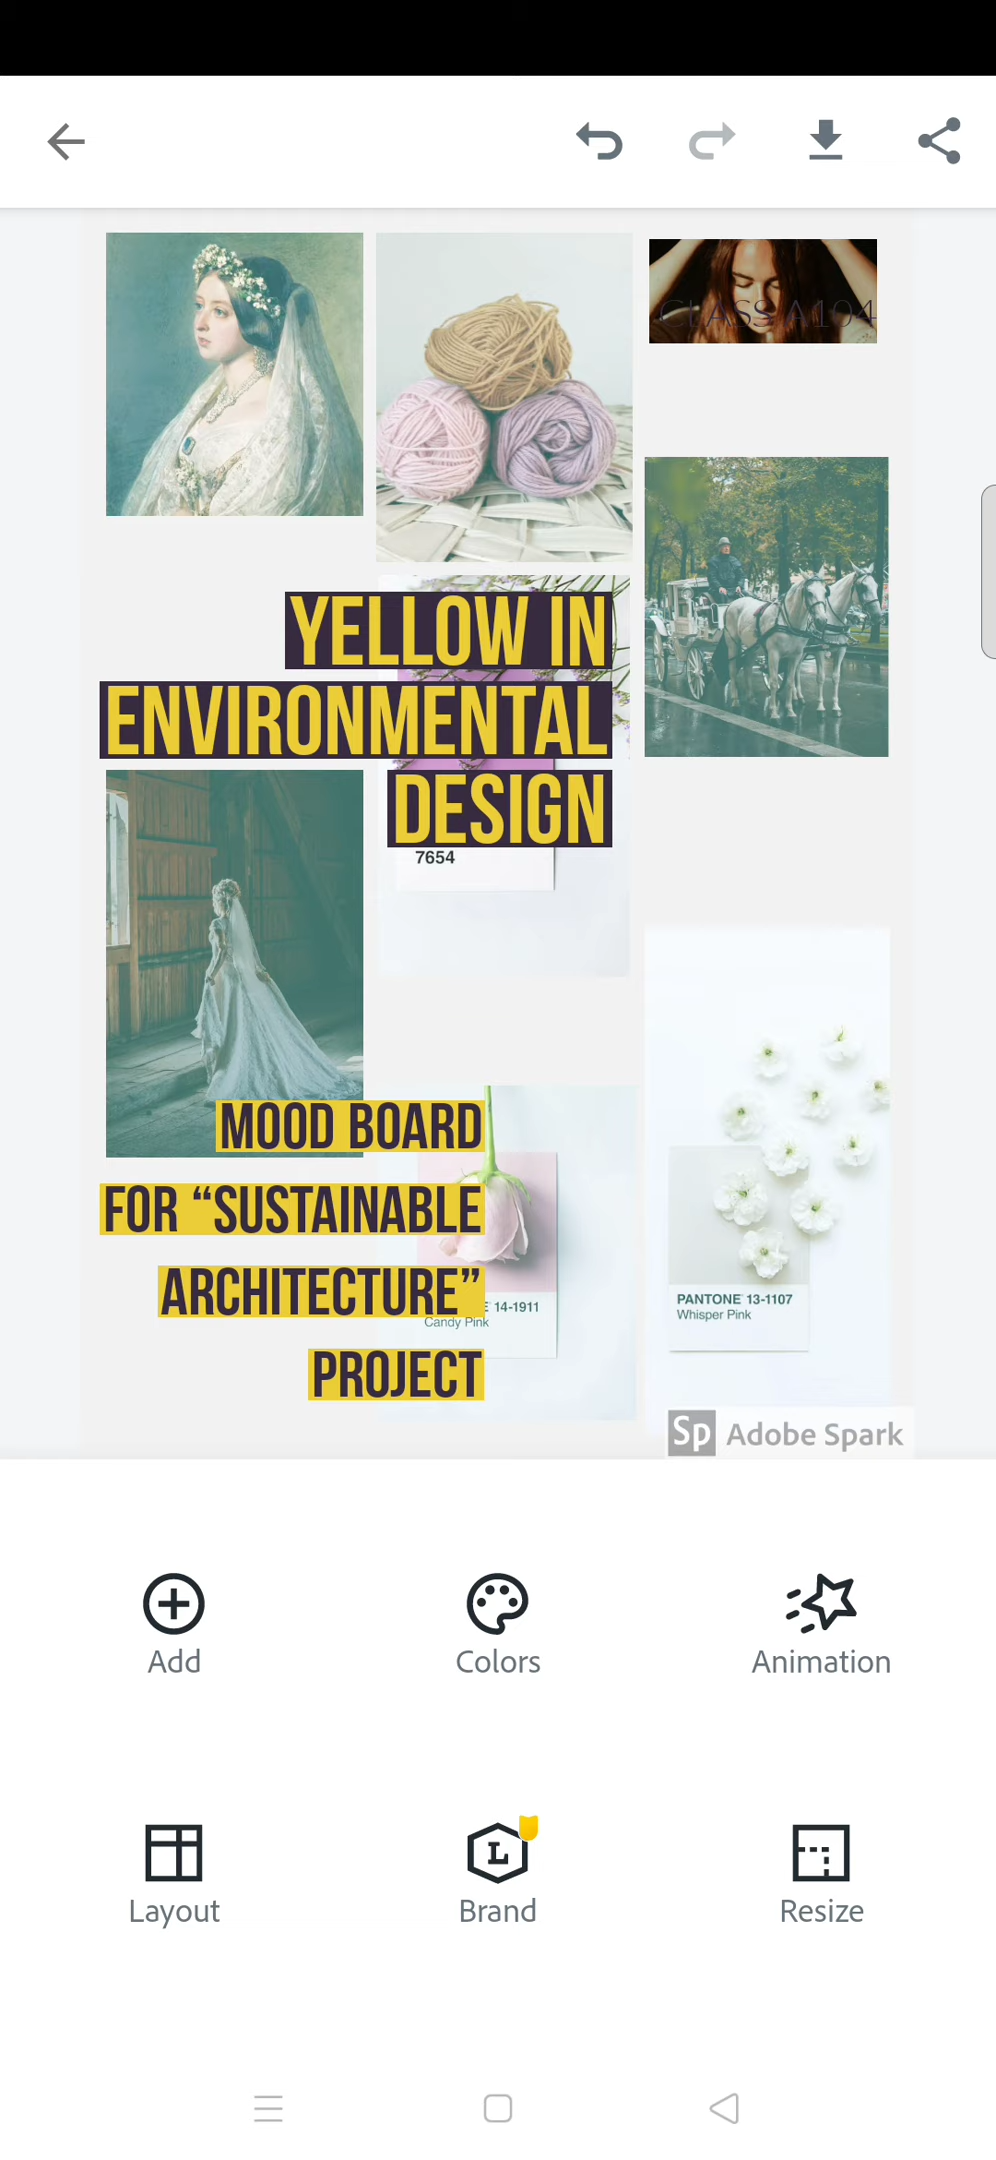 CLASS A104
YELLOW IN
ENVIRONMENTAL
DESIGN
7654
MOOD BOARD
FOR “SUSTAINABLE
ARCHITECTURE”
PROJECT
14-1911
Candy Pink
PANTONE 13-1107
Whisper Pink
Sp Adobe Spark
Add
Colors
Animation
Layout
L
Brand
Resize